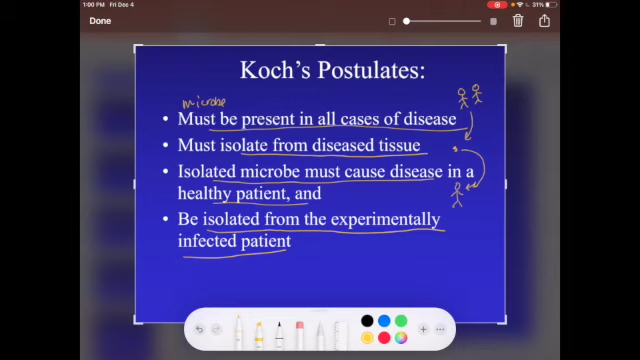 1:00 PM Fri Dec 4
31%
Done
Koch's Postulates:
microbe
• Must be present in all cases of disease
• Must isolate from diseased tissue
• Isolated microbe must cause disease in a
healthy patient, and
• Be isolated from the experimentally
infected patient